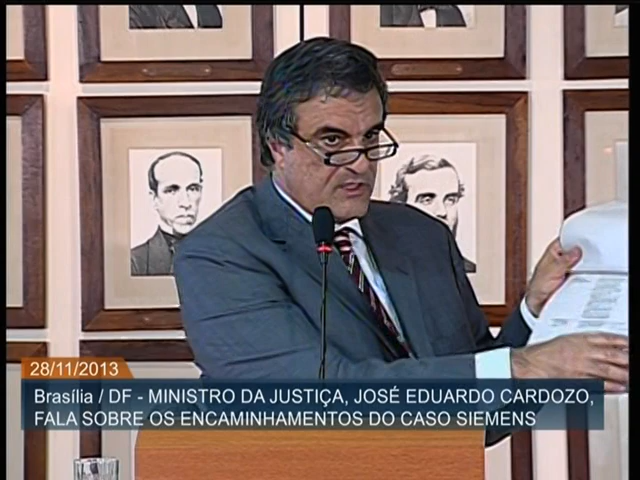 28/11/2013
Brasília / DF - MINISTRO DA JUSTIÇA, JOSÉ EDUARDO CARDOZO,
FALA SOBRE OS ENCAMINHAMENTOS DO CASO SIEMENS